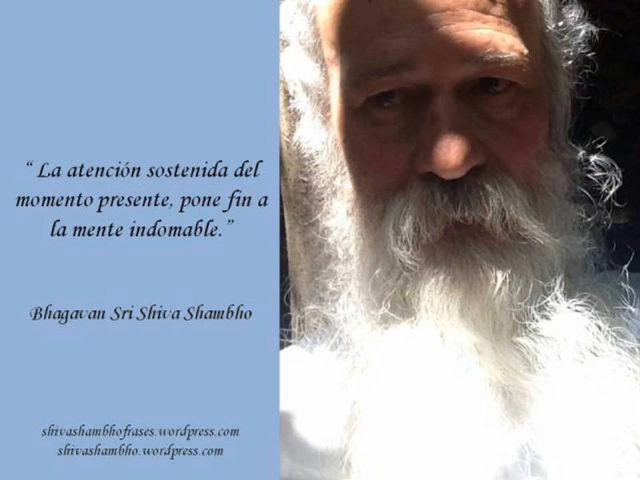 “ La atención sostenida del
momento presente, pone fin a
la mente indomable.”
Bhagavan Sri Shiva Shambho
shivashambhofrases.wordpress.com
shivashambho.wordpress.com